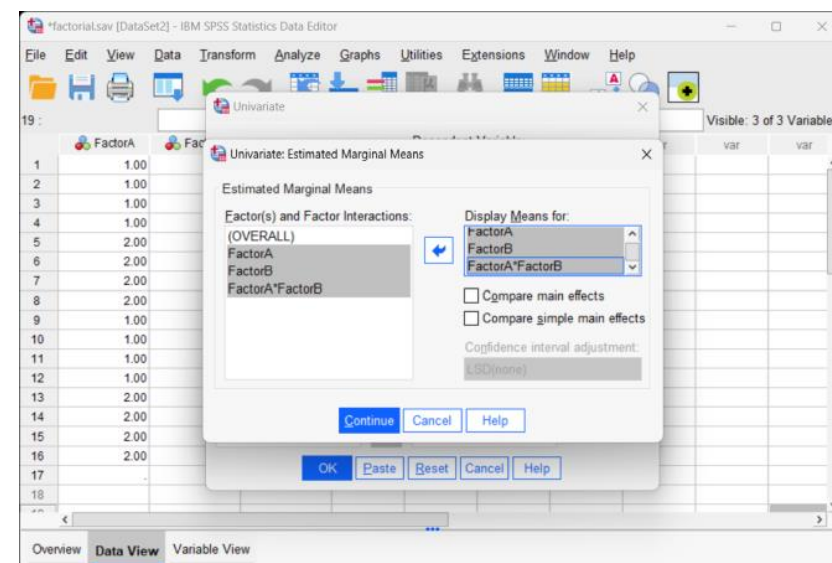 *factorial.sav [DataSet2] - IBM SPSS Statistics Data Editor
File Edit View Data Transform Analyze Graphs Utilities Extensions Window Help
19 :
Visible: 3 of 3 Variable
Univariate
FactorA
var var
Univariate: Estimated Marginal Means
Estimated Marginal Means
Factor(s) and Factor Interactions:
(OVERALL)
FactorA
FactorB
FactorA*FactorB
Display Means for:
FactorA
FactorB
FactorA*FactorB
Compare main effects
Compare simple main effects
Confidence interval adjustment:
LSD(none)
Continue Cancel Help
OK Paste Reset Cancel Help
1 1.00
2 1.00
3 1.00
4 1.00
5 2.00
6 2.00
7 2.00
8 2.00
9 1.00
10 1.00
11 1.00
12 1.00
13 2.00
14 2.00
15 2.00
16 2.00
17 .
18
Overview Data View Variable View